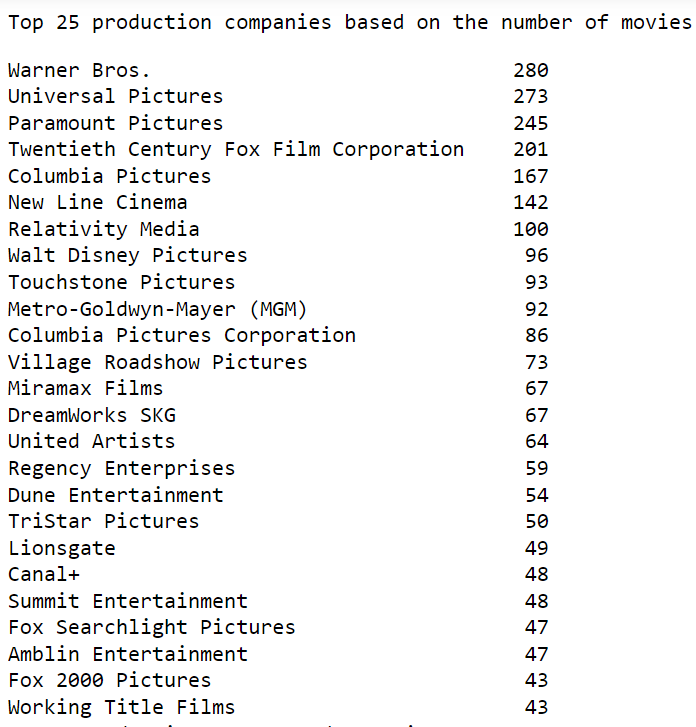 Top 25 production companies based on the number of movies
Warner Bros. 280
Universal Pictures 273
Paramount Pictures 245
Twentieth Century Fox Film Corporation 201
Columbia Pictures 167
New Line Cinema 142
Relativity Media 100
Walt Disney Pictures 96
Touchstone Pictures 93
Metro-Goldwyn-Mayer (MGM) 92
Columbia Pictures Corporation 86
Village Roadshow Pictures 73
Miramax Films 67
DreamWorks SKG 67
United Artists 64
Regency Enterprises 59
Dune Entertainment 54
TriStar Pictures 50
Lionsgate 49
Canal+ 48
Summit Entertainment 48
Fox Searchlight Pictures 47
Amblin Entertainment 47
Fox 2000 Pictures 43
Working Title Films 43